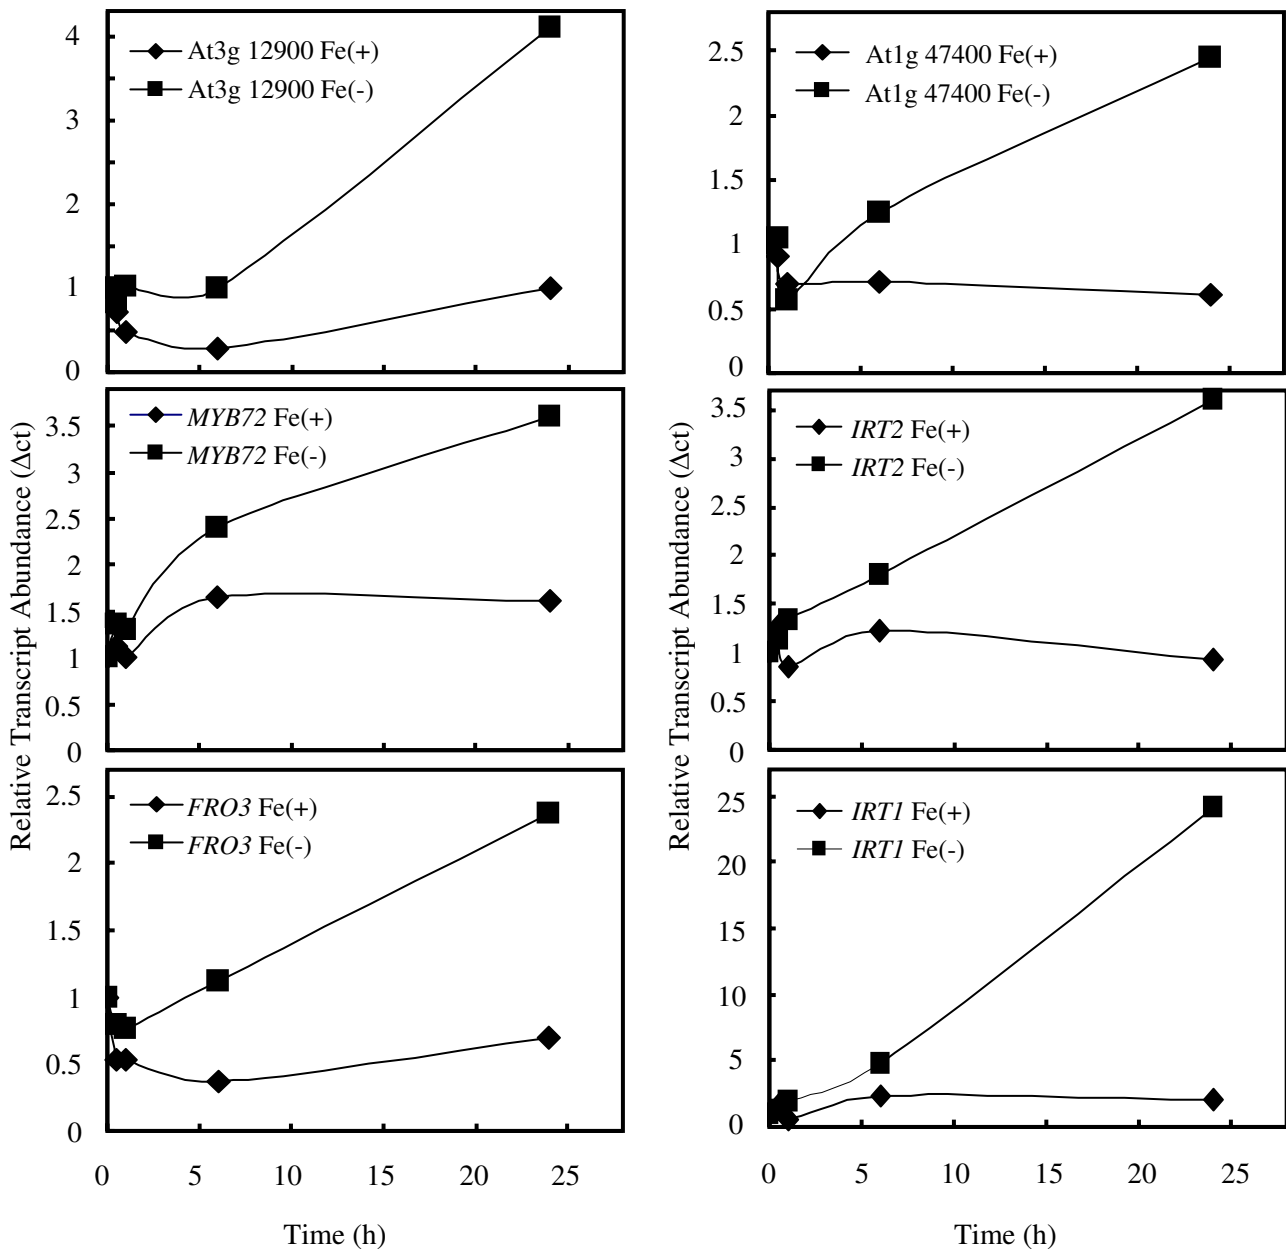 4
3
2
1
0
At3g 12900 Fe(+)
At3g 12900 Fe(-)
2.5
2
1.5
1
0.5
0
At1g 47400 Fe(+)
At1g 47400 Fe(-)
Relative Transcript Abundance (Δct)
3.5
3
2.5
2
1.5
1
0.5
0
MYB72 Fe(+)
MYB72 Fe(-)
Relative Transcript Abundance (Δct)
3.5
3
2.5
2
1.5
1
0.5
0
IRT2 Fe(+)
IRT2 Fe(-)
2.5
2
1.5
1
0.5
0
FRO3 Fe(+)
FRO3 Fe(-)
0 5 10 15 20 25
Time (h)
25
20
15
10
5
0
IRT1 Fe(+)
IRT1 Fe(-)
0 5 10 15 20 25
Time (h)